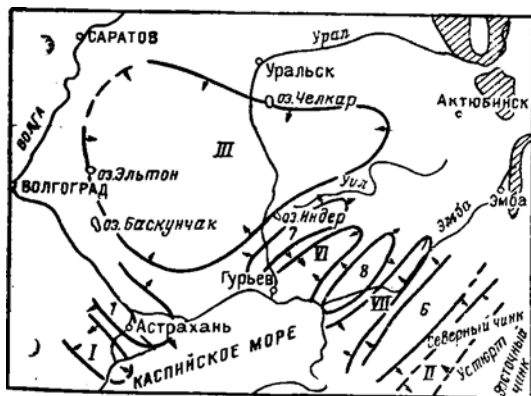 САРАТОВ
Урал
Уральск
оз.Челкар
Актюбинск
ВОЛГА
III
оз.Эльтон
Уил
ВОЛГОГРАД
оз.Индер
Эмба
оз.Баскунчак
7
Эмба
VI
Гурьев
8
VII
1
6
Астрахань
Северный чинк
I
КАСПИЙСКОЕ МОРЕ
II
Устюрт
Восточный
чинк